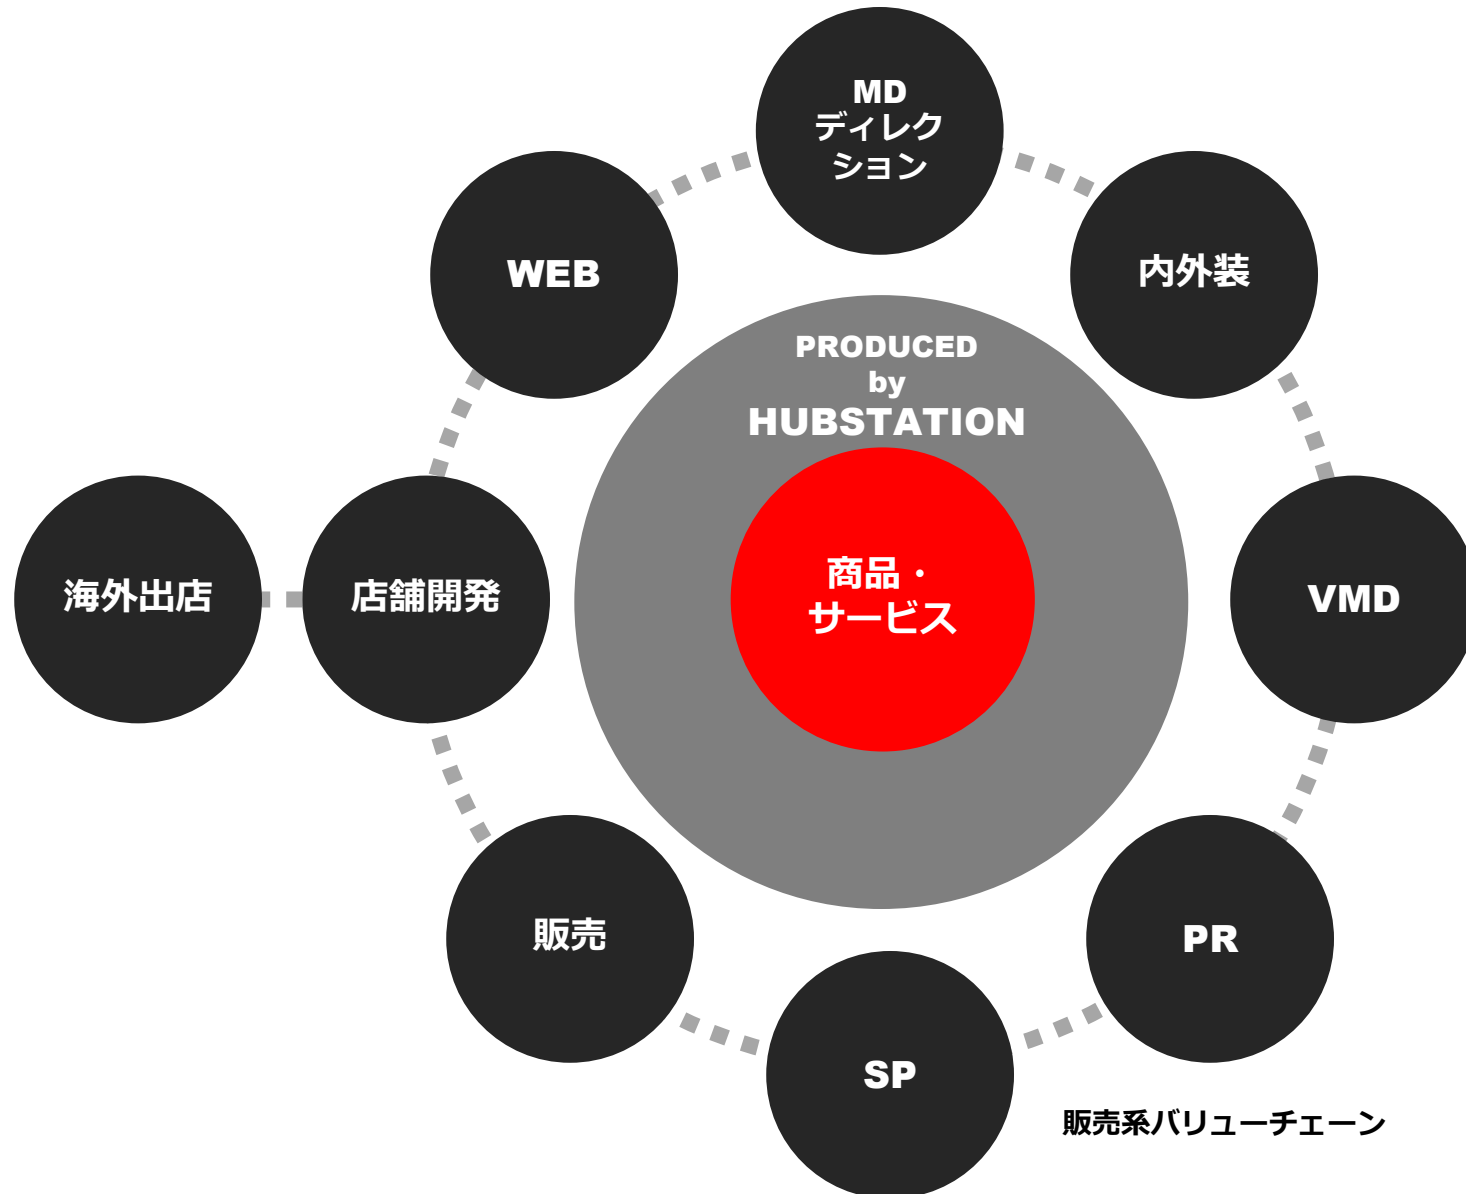 MD
ディレク
ション
WEB
内外装
PRODUCED
by
HUBSTATION
海外出店
店舗開発
商品・
サービス
VMD
販売
PR
SP
販売系バリューチェーン